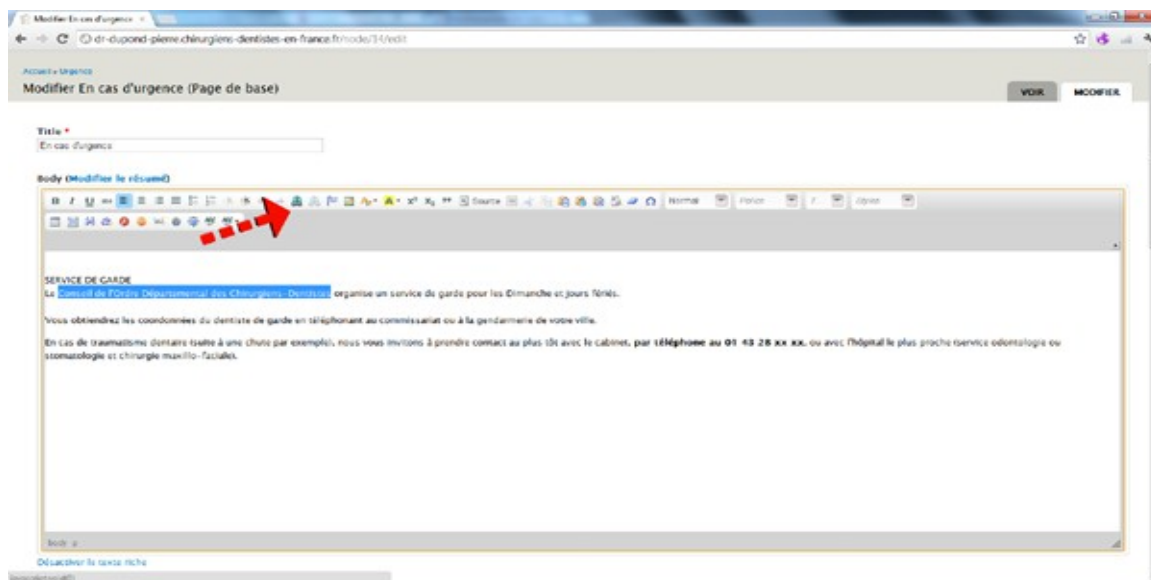 Modifier En cas d'urgence
dr-dupond-pierre.chirurgiens-dentistes-en-france.fr/node/14/edit
Accueil » Urgence
Modifier En cas d'urgence (Page de base)
VOIR MODIFIER
Title *
En cas d'urgence
Body (Modifier le résumé)
B I U Source Normal
SERVICE DE GARDE
Le Conseil de l'Ordre Départemental des Chirurgiens-Dentistes organise un service de garde pour les Dimanche et jours fériés.
Vous obtiendrez les coordonnées du dentiste de garde en téléphonant au commissariat ou à la gendarmerie de votre ville.
En cas de traumatisme dentaire (suite à une chute par exemple), nous vous invitons à prendre contact au plus tôt avec le cabinet, par téléphone au 01 43 28 xx xx, ou avec l'hôpital le plus proche (service odontologie ou
stomatologie et chirurgie maxillo-faciale).
body p
Désactiver le texte riche